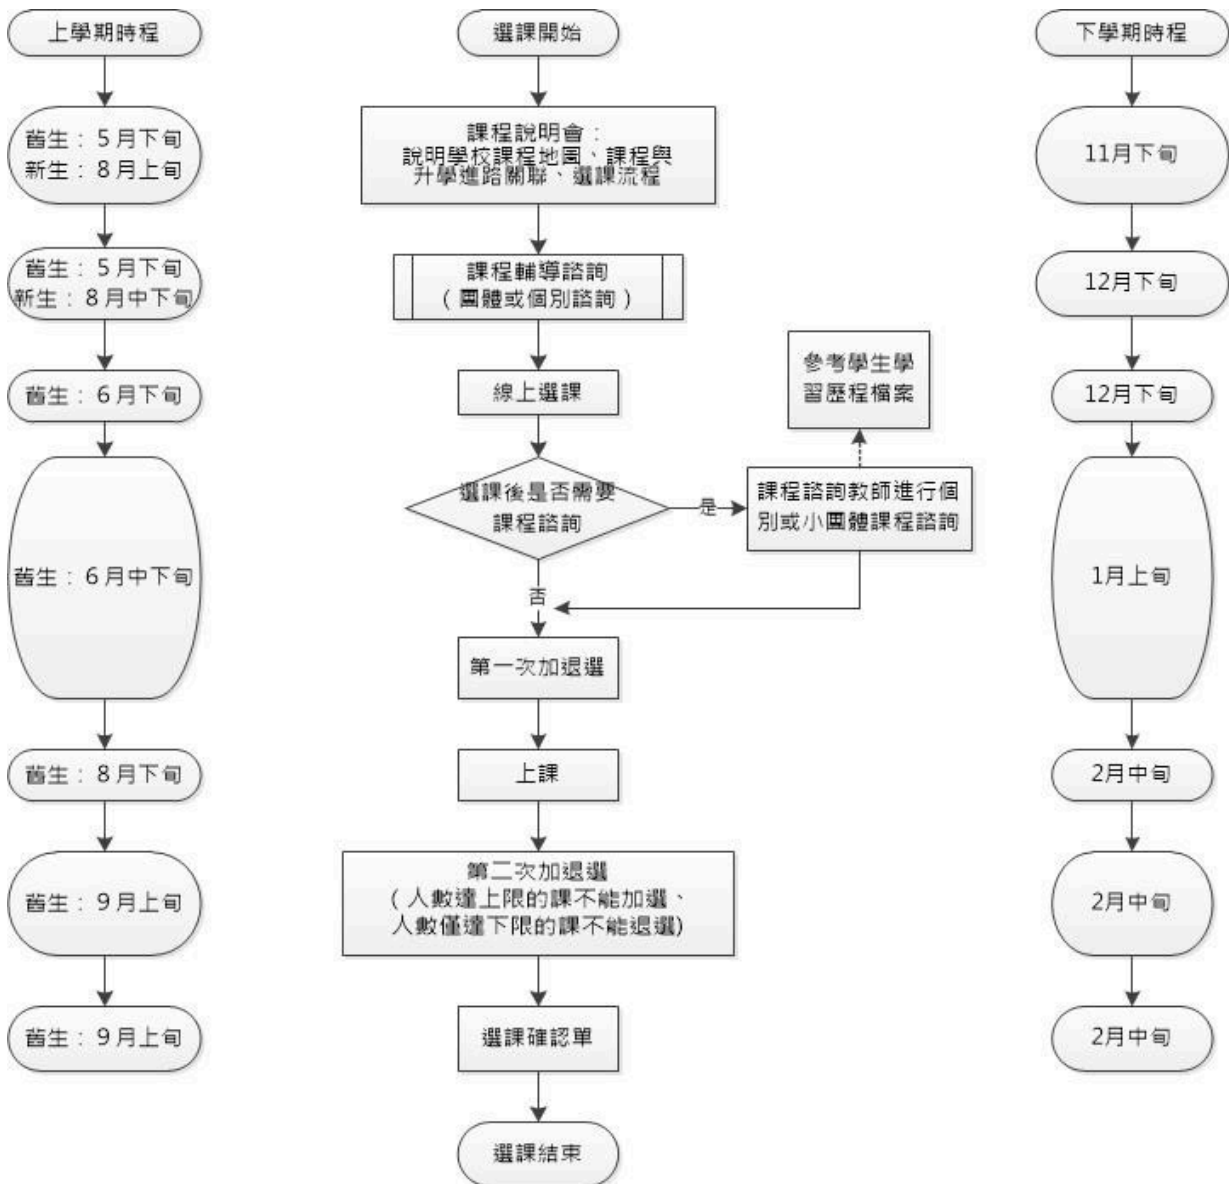 上學期時程
舊生：5月下旬
新生：8月上旬
舊生：5月下旬
新生：8月中下旬
舊生：6月下旬
舊生：6月中下旬
舊生：8月下旬
舊生：9月上旬
舊生：9月上旬
選課開始
課程說明會：
說明學校課程地圖、課程與
升學進路關聯、選課流程
課程輔導諮詢
（團體或個別諮詢）
線上選課
選課後是否需要
課程諮詢
是
課程諮詢教師進行個
別或小團體課程諮詢
參考學生學
習歷程檔案
否
第一次加退選
上課
第二次加退選
（人數達上限的課不能加選、
人數僅達下限的課不能退選)
選課確認單
選課結束
下學期時程
11月下旬
12月下旬
12月下旬
1月上旬
2月中旬
2月中旬
2月中旬